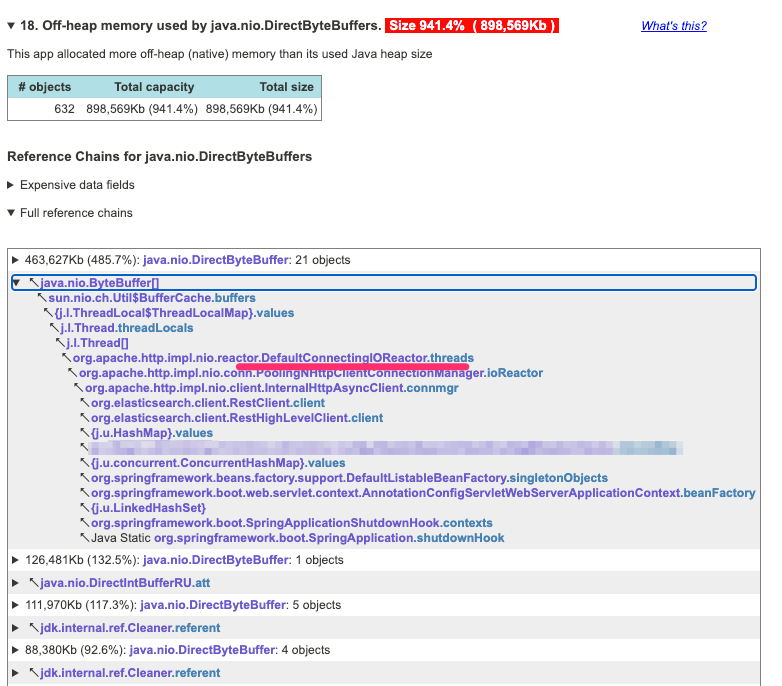 18. Off-heap memory used by java.nio.DirectByteBuffers. Size 941.4% ( 898,569Kb ) What's this?
This app allocated more off-heap (native) memory than its used Java heap size
# objects Total capacity Total size
632 898,569Kb (941.4%) 898,569Kb (941.4%)
Reference Chains for java.nio.DirectByteBuffers
Expensive data fields
Full reference chains
463,627Kb (485.7%): java.nio.DirectByteBuffer: 21 objects
java.nio.ByteBuffer[]
sun.nio.ch.Util$BufferCache.buffers
{j.l.ThreadLocal$ThreadLocalMap}.values
j.l.Thread.threadLocals
j.l.Thread[]
org.apache.http.impl.nio.reactor.DefaultConnectingIOReactor.threads
org.apache.http.impl.nio.conn.PoolingNHttpClientConnectionManager.ioReactor
org.apache.http.impl.nio.client.InternalHttpAsyncClient.connmgr
org.elasticsearch.client.RestClient.client
org.elasticsearch.client.RestHighLevelClient.client
{j.u.HashMap}.values
{j.u.concurrent.ConcurrentHashMap}.values
org.springframework.beans.factory.support.DefaultListableBeanFactory.singletonObjects
org.springframework.boot.web.servlet.context.AnnotationConfigServletWebServerApplicationContext.beanFactory
{j.u.LinkedHashSet}
org.springframework.boot.SpringApplicationShutdownHook.contexts
Java Static org.springframework.boot.SpringApplication.shutdownHook
126,481Kb (132.5%): java.nio.DirectByteBuffer: 1 objects
java.nio.DirectIntBufferRU.att
111,970Kb (117.3%): java.nio.DirectByteBuffer: 5 objects
jdk.internal.ref.Cleaner.referent
88,380Kb (92.6%): java.nio.DirectByteBuffer: 4 objects
jdk.internal.ref.Cleaner.referent